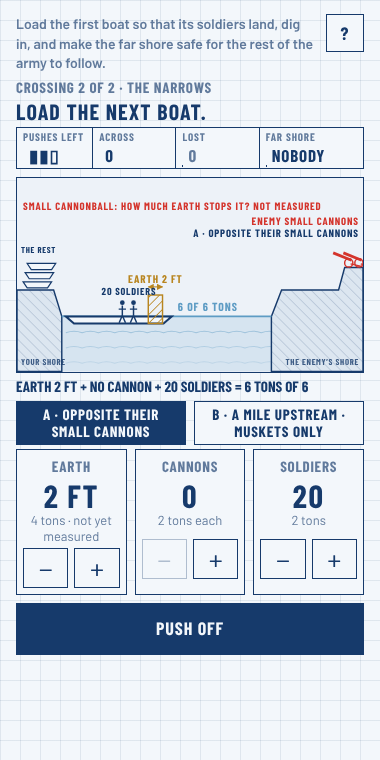 Load the first boat so that its soldiers land, dig
in, and make the far shore safe for the rest of the
army to follow.
?
CROSSING 2 OF 2 · THE NARROWS
LOAD THE NEXT BOAT.
PUSHES LEFT
ACROSS
0
LOST
0
FAR SHORE
NOBODY
SMALL CANNONBALL: HOW MUCH EARTH STOPS IT? NOT MEASURED
ENEMY SMALL CANNONS
A · OPPOSITE THEIR SMALL CANNONS
THE REST
EARTH 2 FT
20 SOLDIERS
6 OF 6 TONS
YOUR SHORE
THE ENEMY'S SHORE
EARTH 2 FT + NO CANNON + 20 SOLDIERS = 6 TONS OF 6
A · OPPOSITE THEIR
SMALL CANNONS
B · A MILE UPSTREAM ·
MUSKETS ONLY
EARTH
2 FT
4 tons · not yet
measured
− +
CANNONS
0
2 tons each
− +
SOLDIERS
20
2 tons
− +
PUSH OFF